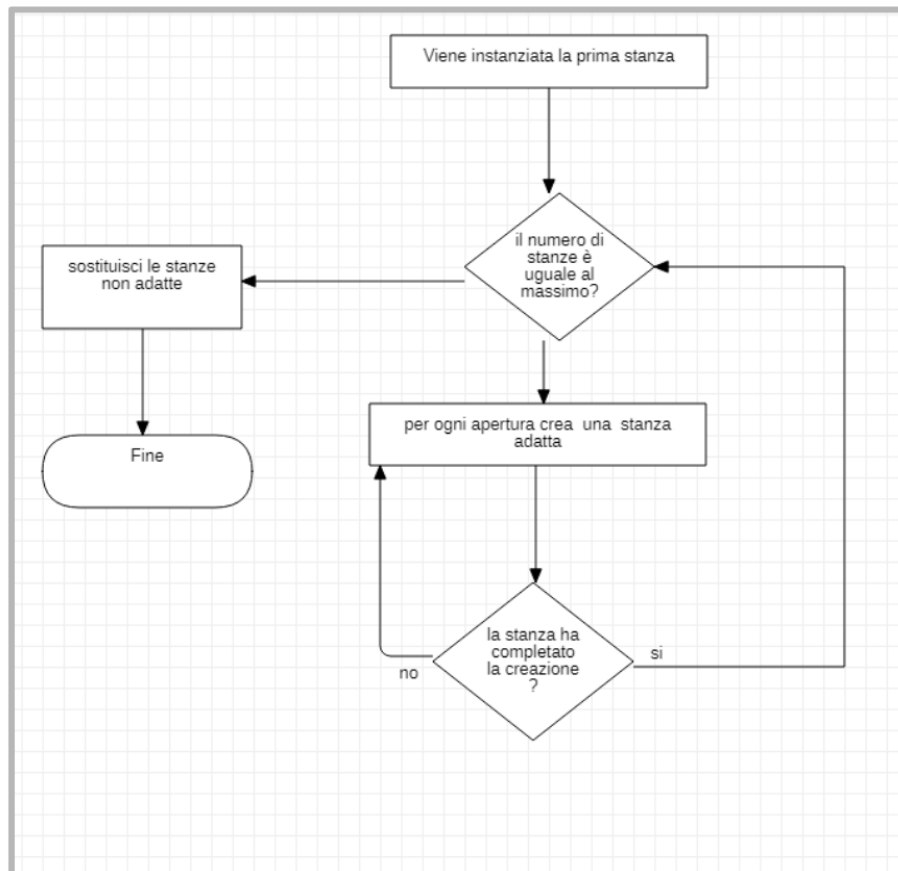 Viene instanziata la prima stanza
il numero di
stanze è
uguale al
massimo?
sostituisci le stanze
non adatte
per ogni apertura crea una stanza
adatta
Fine
la stanza ha
completato
la creazione
?
no
si